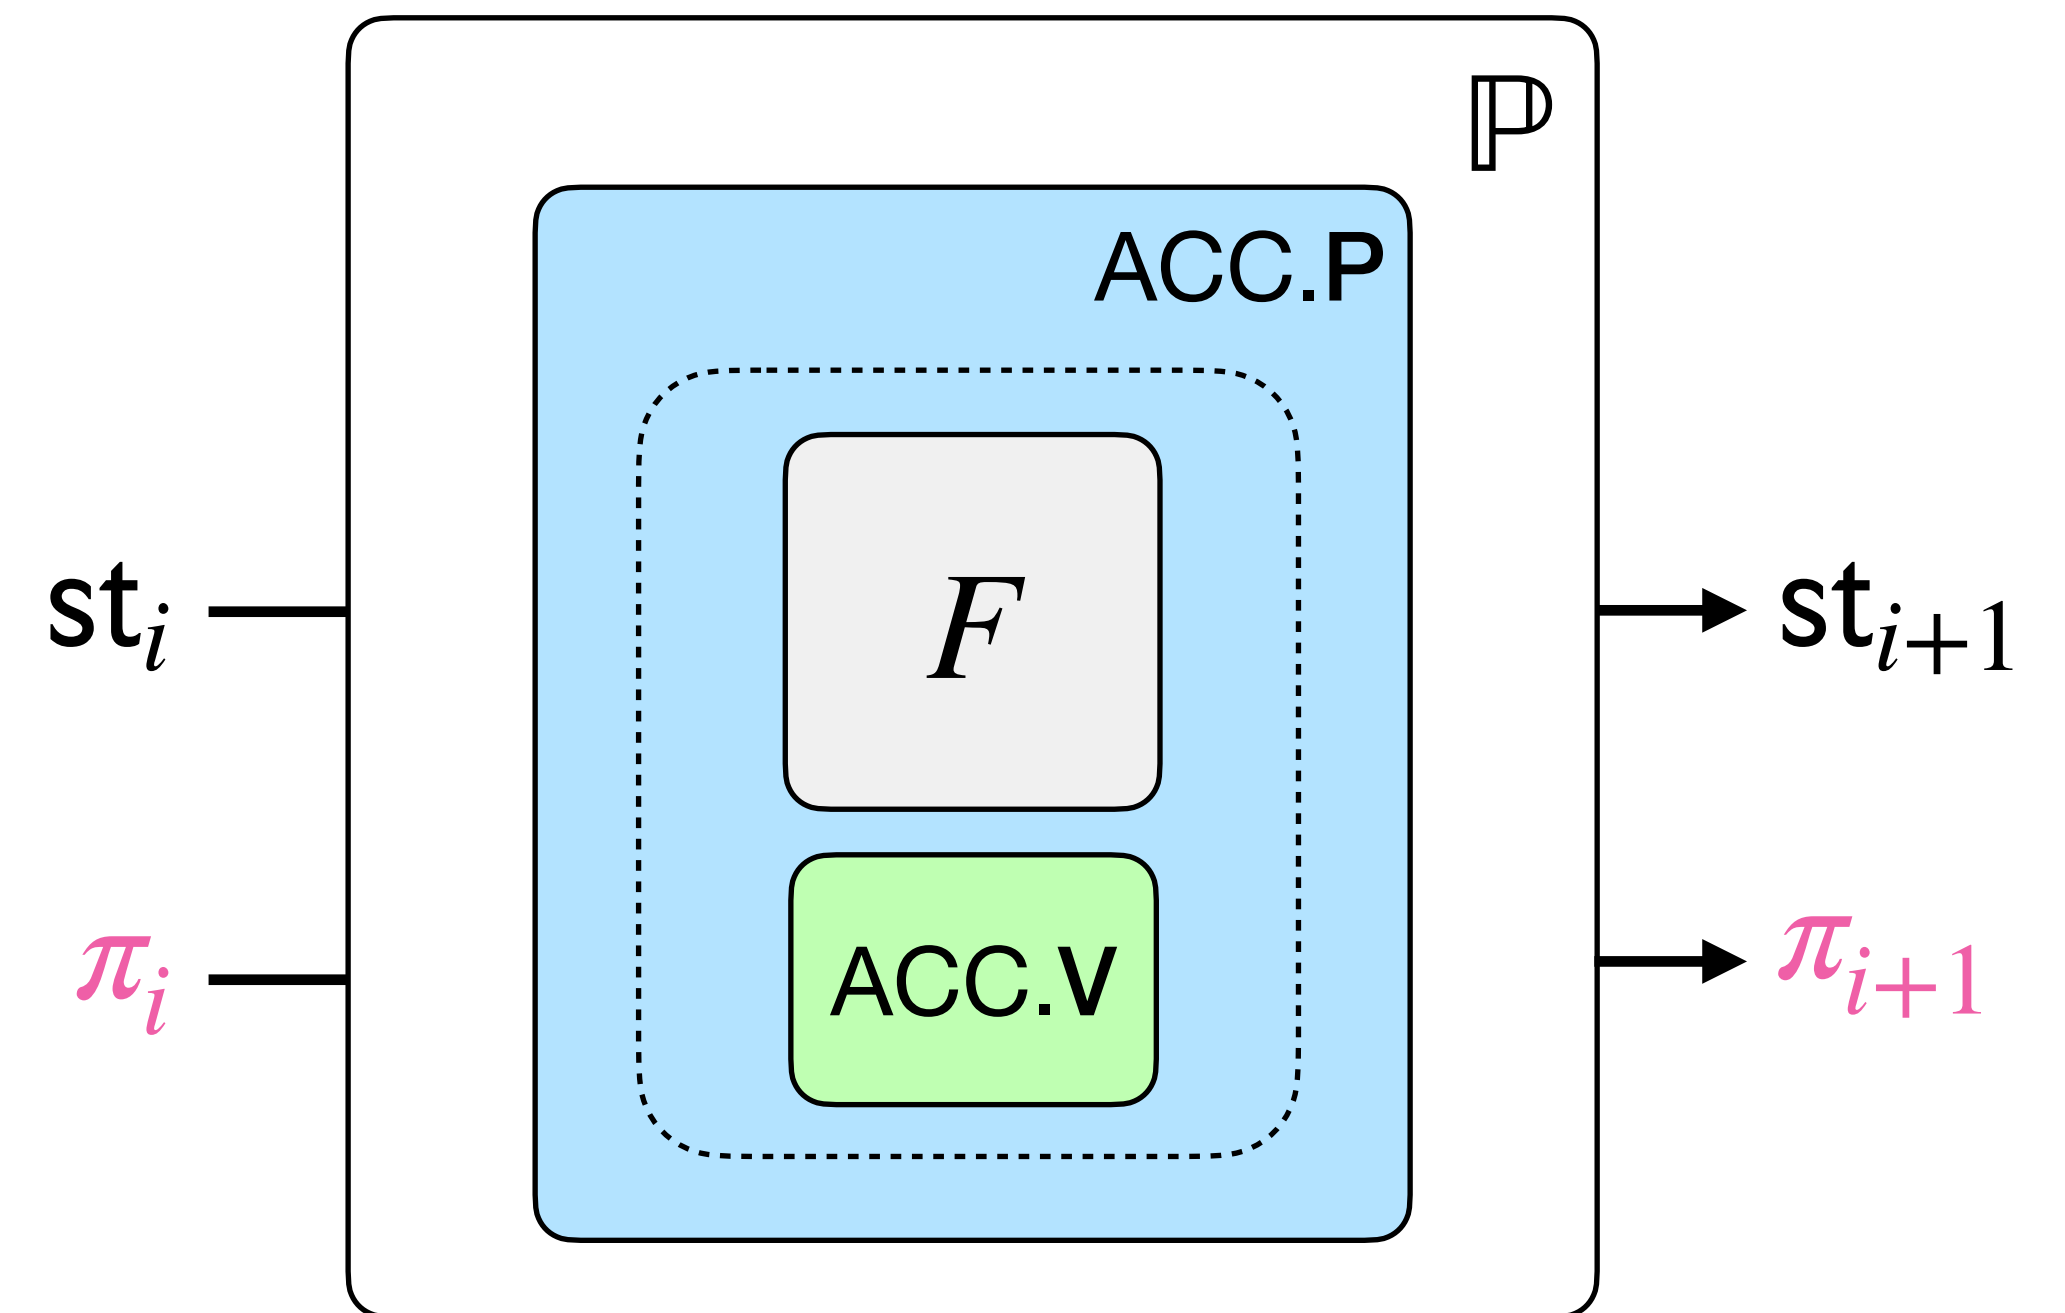 ℙ
ACC.P
F
st_i
st_{i+1}
ACC.V
π_i
π_{i+1}